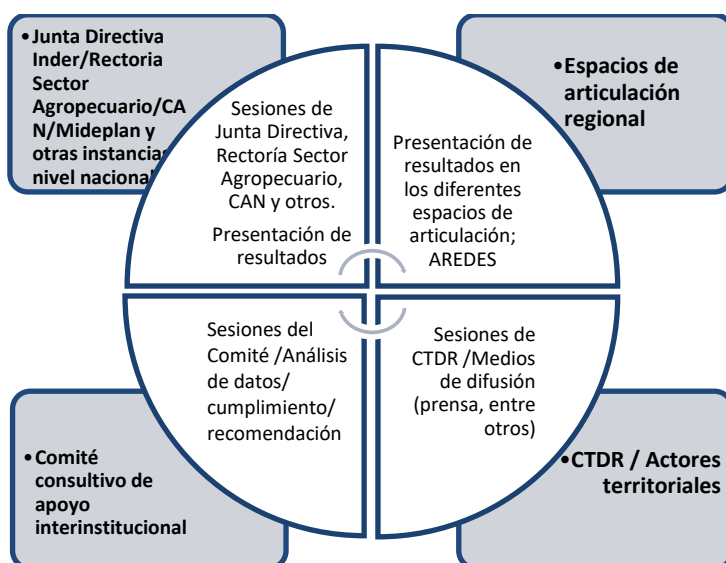 •Junta Directiva
Inder/Rectoria
Sector
Agropecuario/CA
N/Mideplan y
otras instancias
nivel nacional
Sesiones de
Junta Directiva,
Rectoría Sector
Agropecuario,
CAN y otros.
Presentación de
resultados
Presentación de
resultados en
los diferentes
espacios de
articulación;
AREDES
•Espacios de
articulación
regional
Sesiones del
Comité /Análisis
de datos/
cumplimiento/
recomendación
Sesiones de
CTDR /Medios
de difusión
(prensa, entre
otros)
•Comité
consultivo de
apoyo
interinstitucional
•CTDR / Actores
territoriales